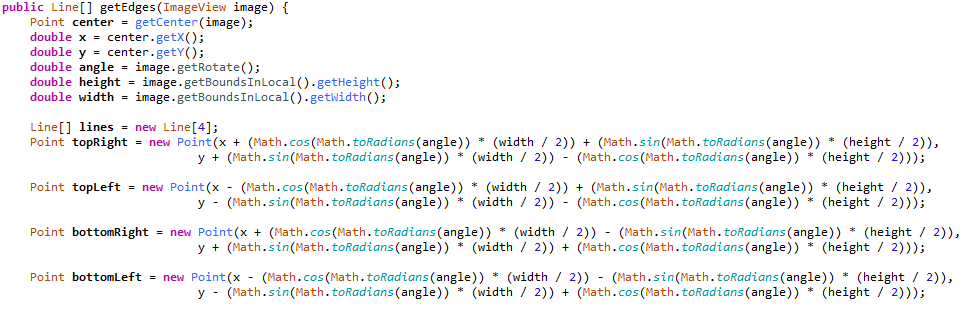 public Line[] getEdges(ImageView image) {
    Point center = getCenter(image);
    double x = center.getX();
    double y = center.getY();
    double angle = image.getRotate();
    double height = image.getBoundsInLocal().getHeight();
    double width = image.getBoundsInLocal().getWidth();

    Line[] lines = new Line[4];
    Point topRight = new Point(x + (Math.cos(Math.toRadians(angle)) * (width / 2)) + (Math.sin(Math.toRadians(angle)) * (height / 2)),
                            y + (Math.sin(Math.toRadians(angle)) * (width / 2)) - (Math.cos(Math.toRadians(angle)) * (height / 2)));

    Point topLeft = new Point(x - (Math.cos(Math.toRadians(angle)) * (width / 2)) + (Math.sin(Math.toRadians(angle)) * (height / 2)),
                            y - (Math.sin(Math.toRadians(angle)) * (width / 2)) - (Math.cos(Math.toRadians(angle)) * (height / 2)));

    Point bottomRight = new Point(x + (Math.cos(Math.toRadians(angle)) * (width / 2)) - (Math.sin(Math.toRadians(angle)) * (height / 2)),
                            y + (Math.sin(Math.toRadians(angle)) * (width / 2)) + (Math.cos(Math.toRadians(angle)) * (height / 2)));

    Point bottomLeft = new Point(x - (Math.cos(Math.toRadians(angle)) * (width / 2)) - (Math.sin(Math.toRadians(angle)) * (height / 2)),
                            y - (Math.sin(Math.toRadians(angle)) * (width / 2)) + (Math.cos(Math.toRadians(angle)) * (height / 2)));